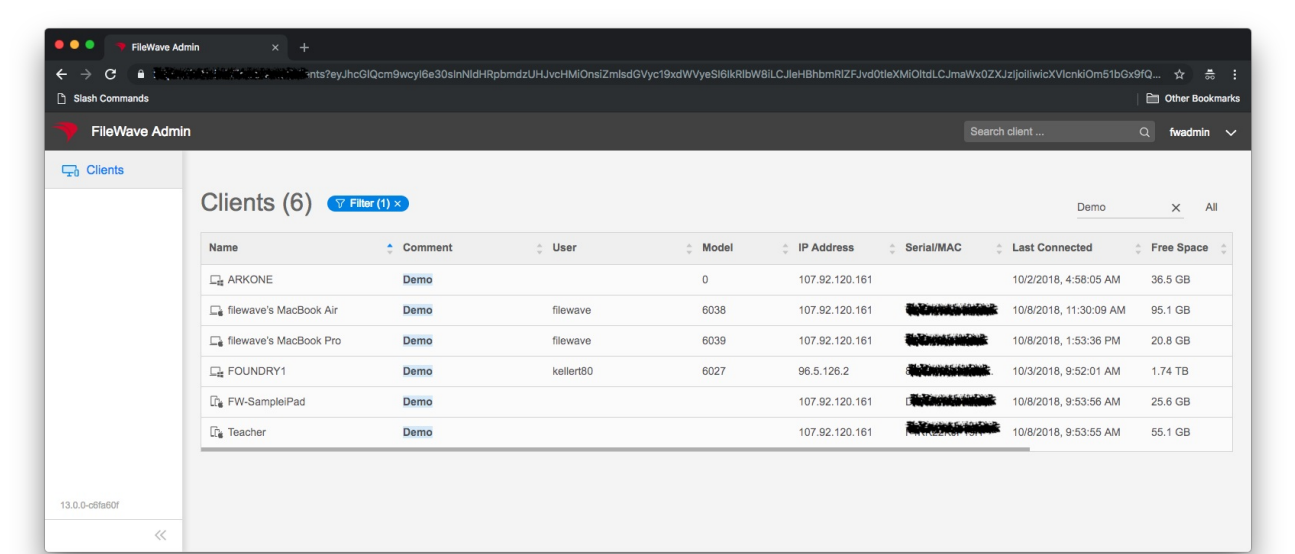 FileWave Admin
nts?eyJhcGlQcm9wcyI6e30sInNldHRpbmdzUHJvcHMiOnsiZmlsdGVyc19xdWVyeSI6IkRlbW8iLCJleHBhbmRlZFJvd0tleXMiOltdLCJmaWx0ZXJzIjoiIiwicXVlcnkiOm51bGx9fQ...
Slash Commands
Other Bookmarks
FileWave Admin
Search client ...
fwadmin
Clients
Clients (6)
Filter (1) ×
Demo
All
Name Comment User Model IP Address Serial/MAC Last Connected Free Space
ARKONE Demo 0 107.92.120.161 10/2/2018, 4:58:05 AM 36.5 GB
filewave's MacBook Air Demo filewave 6038 107.92.120.161 10/8/2018, 11:30:09 AM 95.1 GB
filewave's MacBook Pro Demo filewave 6039 107.92.120.161 10/8/2018, 1:53:36 PM 20.8 GB
FOUNDRY1 Demo kellert80 6027 96.5.126.2 10/3/2018, 9:52:01 AM 1.74 TB
FW-SampleiPad Demo 107.92.120.161 10/8/2018, 9:53:56 AM 25.6 GB
Teacher Demo 107.92.120.161 10/8/2018, 9:53:55 AM 55.1 GB
13.0.0-c6fa60f